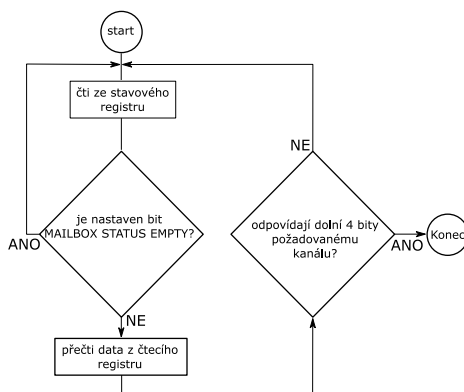 start
čti ze stavového
registru
je nastaven bit
MAILBOX STATUS EMPTY?
ANO
NE
přečti data z čtecího
registru
NE
odpovídají dolní 4 bity
požadovanému
kanálu?
ANO
Konec